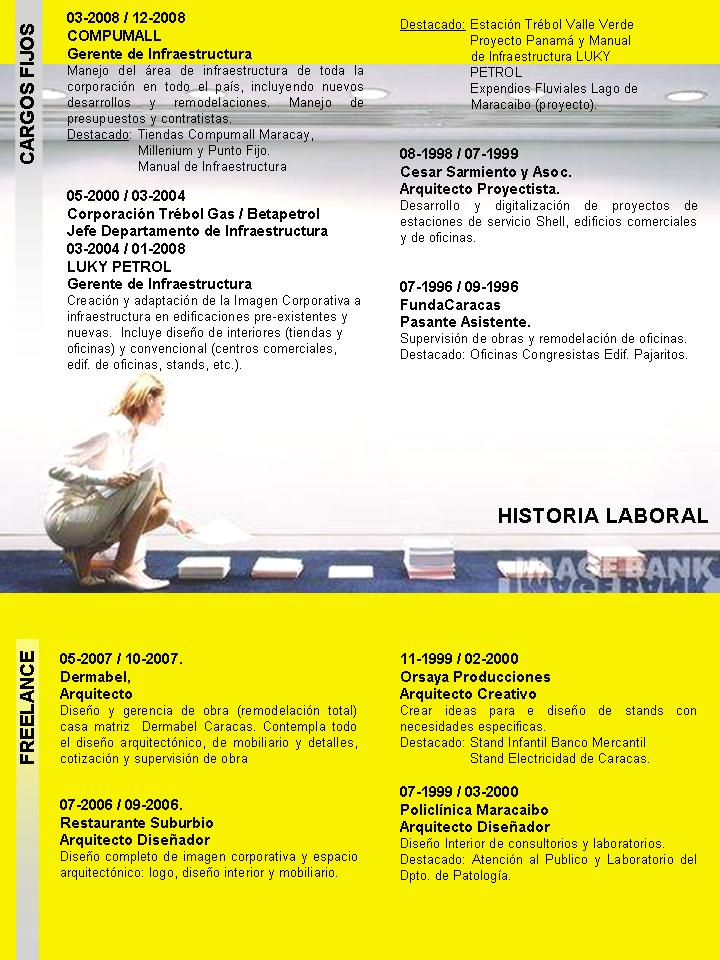 CARGOS FIJOS
03-2008 / 12-2008
COMPUMALL
Gerente de Infraestructura
Manejo del área de infraestructura de toda la
corporación en todo el país, incluyendo nuevos
desarrollos y remodelaciones. Manejo de
presupuestos y contratistas.
Destacado: Tiendas Compumall Maracay,
Millenium y Punto Fijo.
Manual de Infraestructura
05-2000 / 03-2004
Corporación Trébol Gas / Betapetrol
Jefe Departamento de Infraestructura
03-2004 / 01-2008
LUKY PETROL
Gerente de Infraestructura
Creación y adaptación de la Imagen Corporativa a
infraestructura en edificaciones pre-existentes y
nuevas. Incluye diseño de interiores (tiendas y
oficinas) y convencional (centros comerciales,
edif. de oficinas, stands, etc.).
Destacado: Estación Trébol Valle Verde
Proyecto Panamá y Manual
de Infraestructura LUKY
PETROL
Expendios Fluviales Lago de
Maracaibo (proyecto).
08-1998 / 07-1999
Cesar Sarmiento y Asoc.
Arquitecto Proyectista.
Desarrollo y digitalización de proyectos de
estaciones de servicio Shell, edificios comerciales
y de oficinas.
07-1996 / 09-1996
FundaCaracas
Pasante Asistente.
Supervisión de obras y remodelación de oficinas.
Destacado: Oficinas Congresistas Edif. Pajaritos.
HISTORIA LABORAL
IMAGEBANK
FREELANCE
05-2007 / 10-2007.
Dermabel,
Arquitecto
Diseño y gerencia de obra (remodelación total)
casa matriz Dermabel Caracas. Contempla todo
el diseño arquitectónico, de mobiliario y detalles,
cotización y supervisión de obra
07-2006 / 09-2006.
Restaurante Suburbio
Arquitecto Diseñador
Diseño completo de imagen corporativa y espacio
arquitectónico: logo, diseño interior y mobiliario.
11-1999 / 02-2000
Orsaya Producciones
Arquitecto Creativo
Crear ideas para e diseño de stands con
necesidades especificas.
Destacado: Stand Infantil Banco Mercantil
Stand Electricidad de Caracas.
07-1999 / 03-2000
Policlínica Maracaibo
Arquitecto Diseñador
Diseño Interior de consultorios y laboratorios.
Destacado: Atención al Publico y Laboratorio del
Dpto. de Patología.